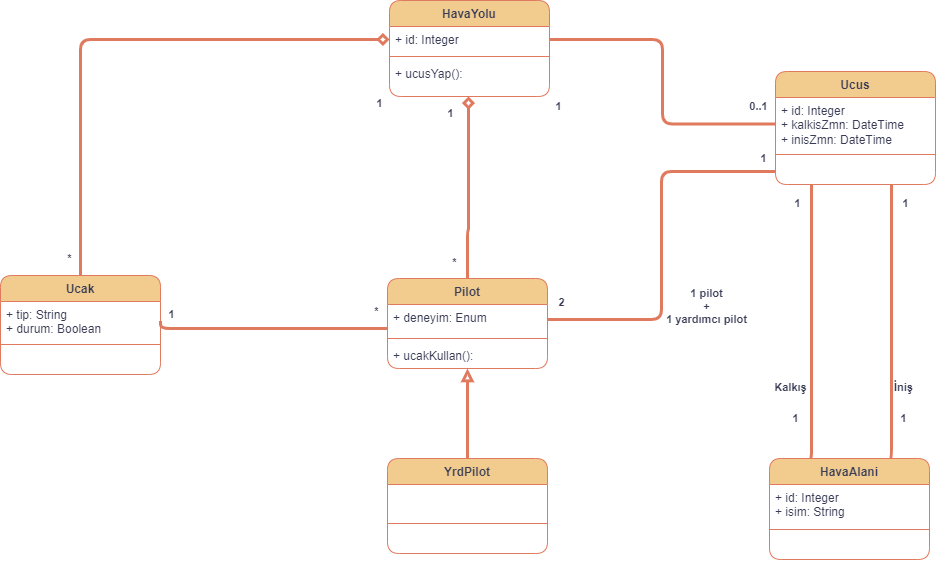 HavaYolu
+ id: Integer
+ ucusYap():
1
1
1
0..1
Ucus
+ id: Integer
+ kalkisZmn: DateTime
+ inisZmn: DateTime
1
1
1
*
*
Ucak
+ tip: String
+ durum: Boolean
1
*
Pilot
+ deneyim: Enum
+ ucakKullan():
2
1 pilot
+
1 yardımcı pilot
Kalkış
İniş
1
1
YrdPilot
HavaAlani
+ id: Integer
+ isim: String